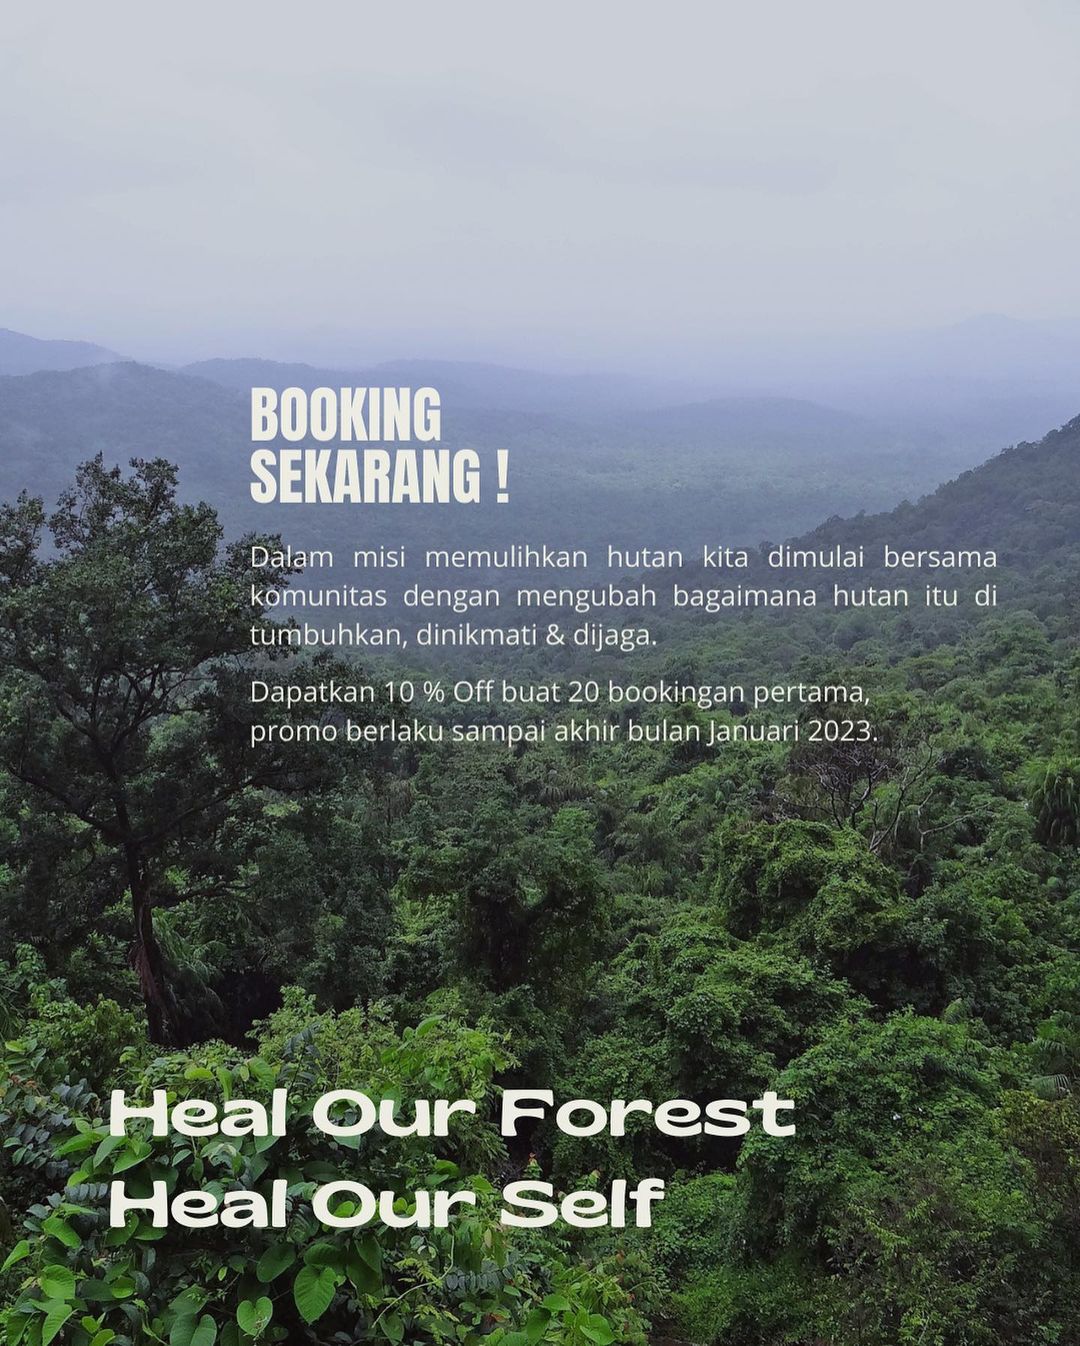 BOOKING
SEKARANG !
Dalam misi memulihkan hutan kita dimulai bersama
komunitas dengan mengubah bagaimana hutan itu di
tumbuhkan, dinikmati & dijaga.
Dapatkan 10 % Off buat 20 bookingan pertama,
promo berlaku sampai akhir bulan Januari 2023.
Heal Our Forest
Heal Our Self